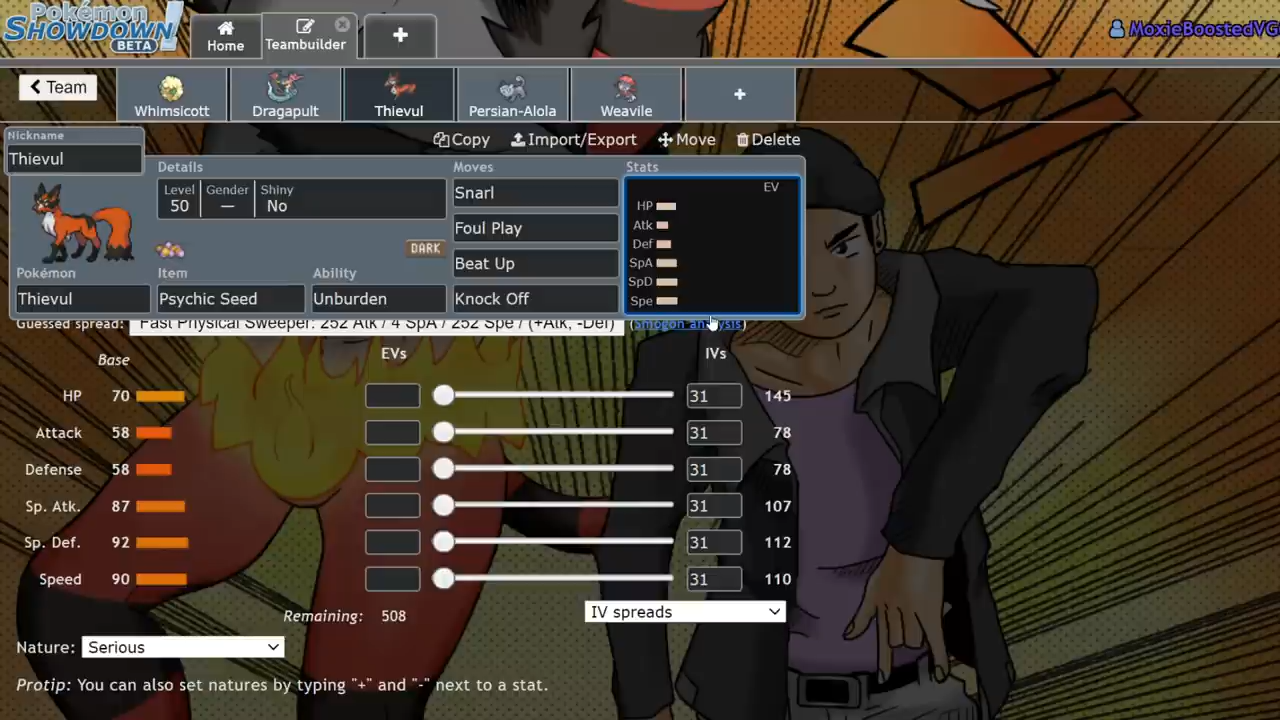 Pokémon
SHOWDOWN!
BETA
Home
Teambuilder
+
MoxieBoostedVG
Team
Whimsicott
Dragapult
Thievul
Persian-Alola
Weavile
+
Copy
Import/Export
Move
Delete
Nickname
Thievul
Details
Level
50
Gender
—
Shiny
No
DARK
Pokémon
Thievul
Item
Psychic Seed
Ability
Unburden
Moves
Snarl
Foul Play
Beat Up
Knock Off
Stats
EV
HP
Atk
Def
SpA
SpD
Spe
Guessed spread: Fast Physical Sweeper: 252 Atk / 4 SpA / 252 Spe / (+Atk, -Def) (Smogon analysis)
Base EVs IVs
HP 70 31 145
Attack 58 31 78
Defense 58 31 78
Sp. Atk. 87 31 107
Sp. Def. 92 31 112
Speed 90 31 110
Remaining: 508
IV spreads
Nature: Serious
Protip: You can also set natures by typing "+" and "-" next to a stat.